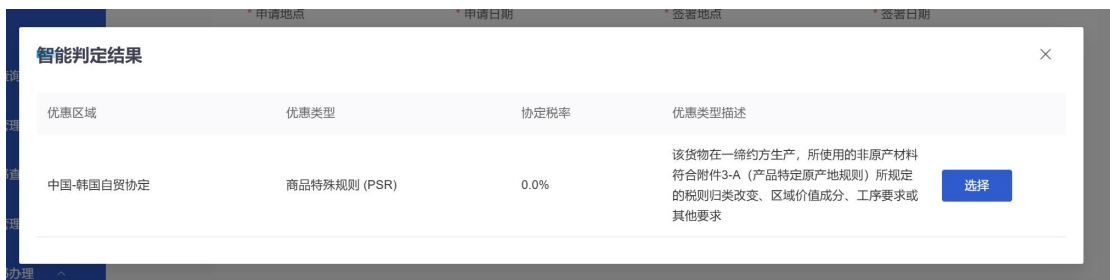 * 申请地点
* 申请日期
* 签署地点
* 签署日期
智能判定结果
优惠区域 优惠类型 协定税率 优惠类型描述
中国-韩国自贸协定 商品特殊规则 (PSR) 0.0%
该货物在一缔约方生产，所使用的非原产材料
符合附件3-A（产品特定原产地规则）所规定
的税则归类改变、区域价值成分、工序要求或
其他要求
选择
办理